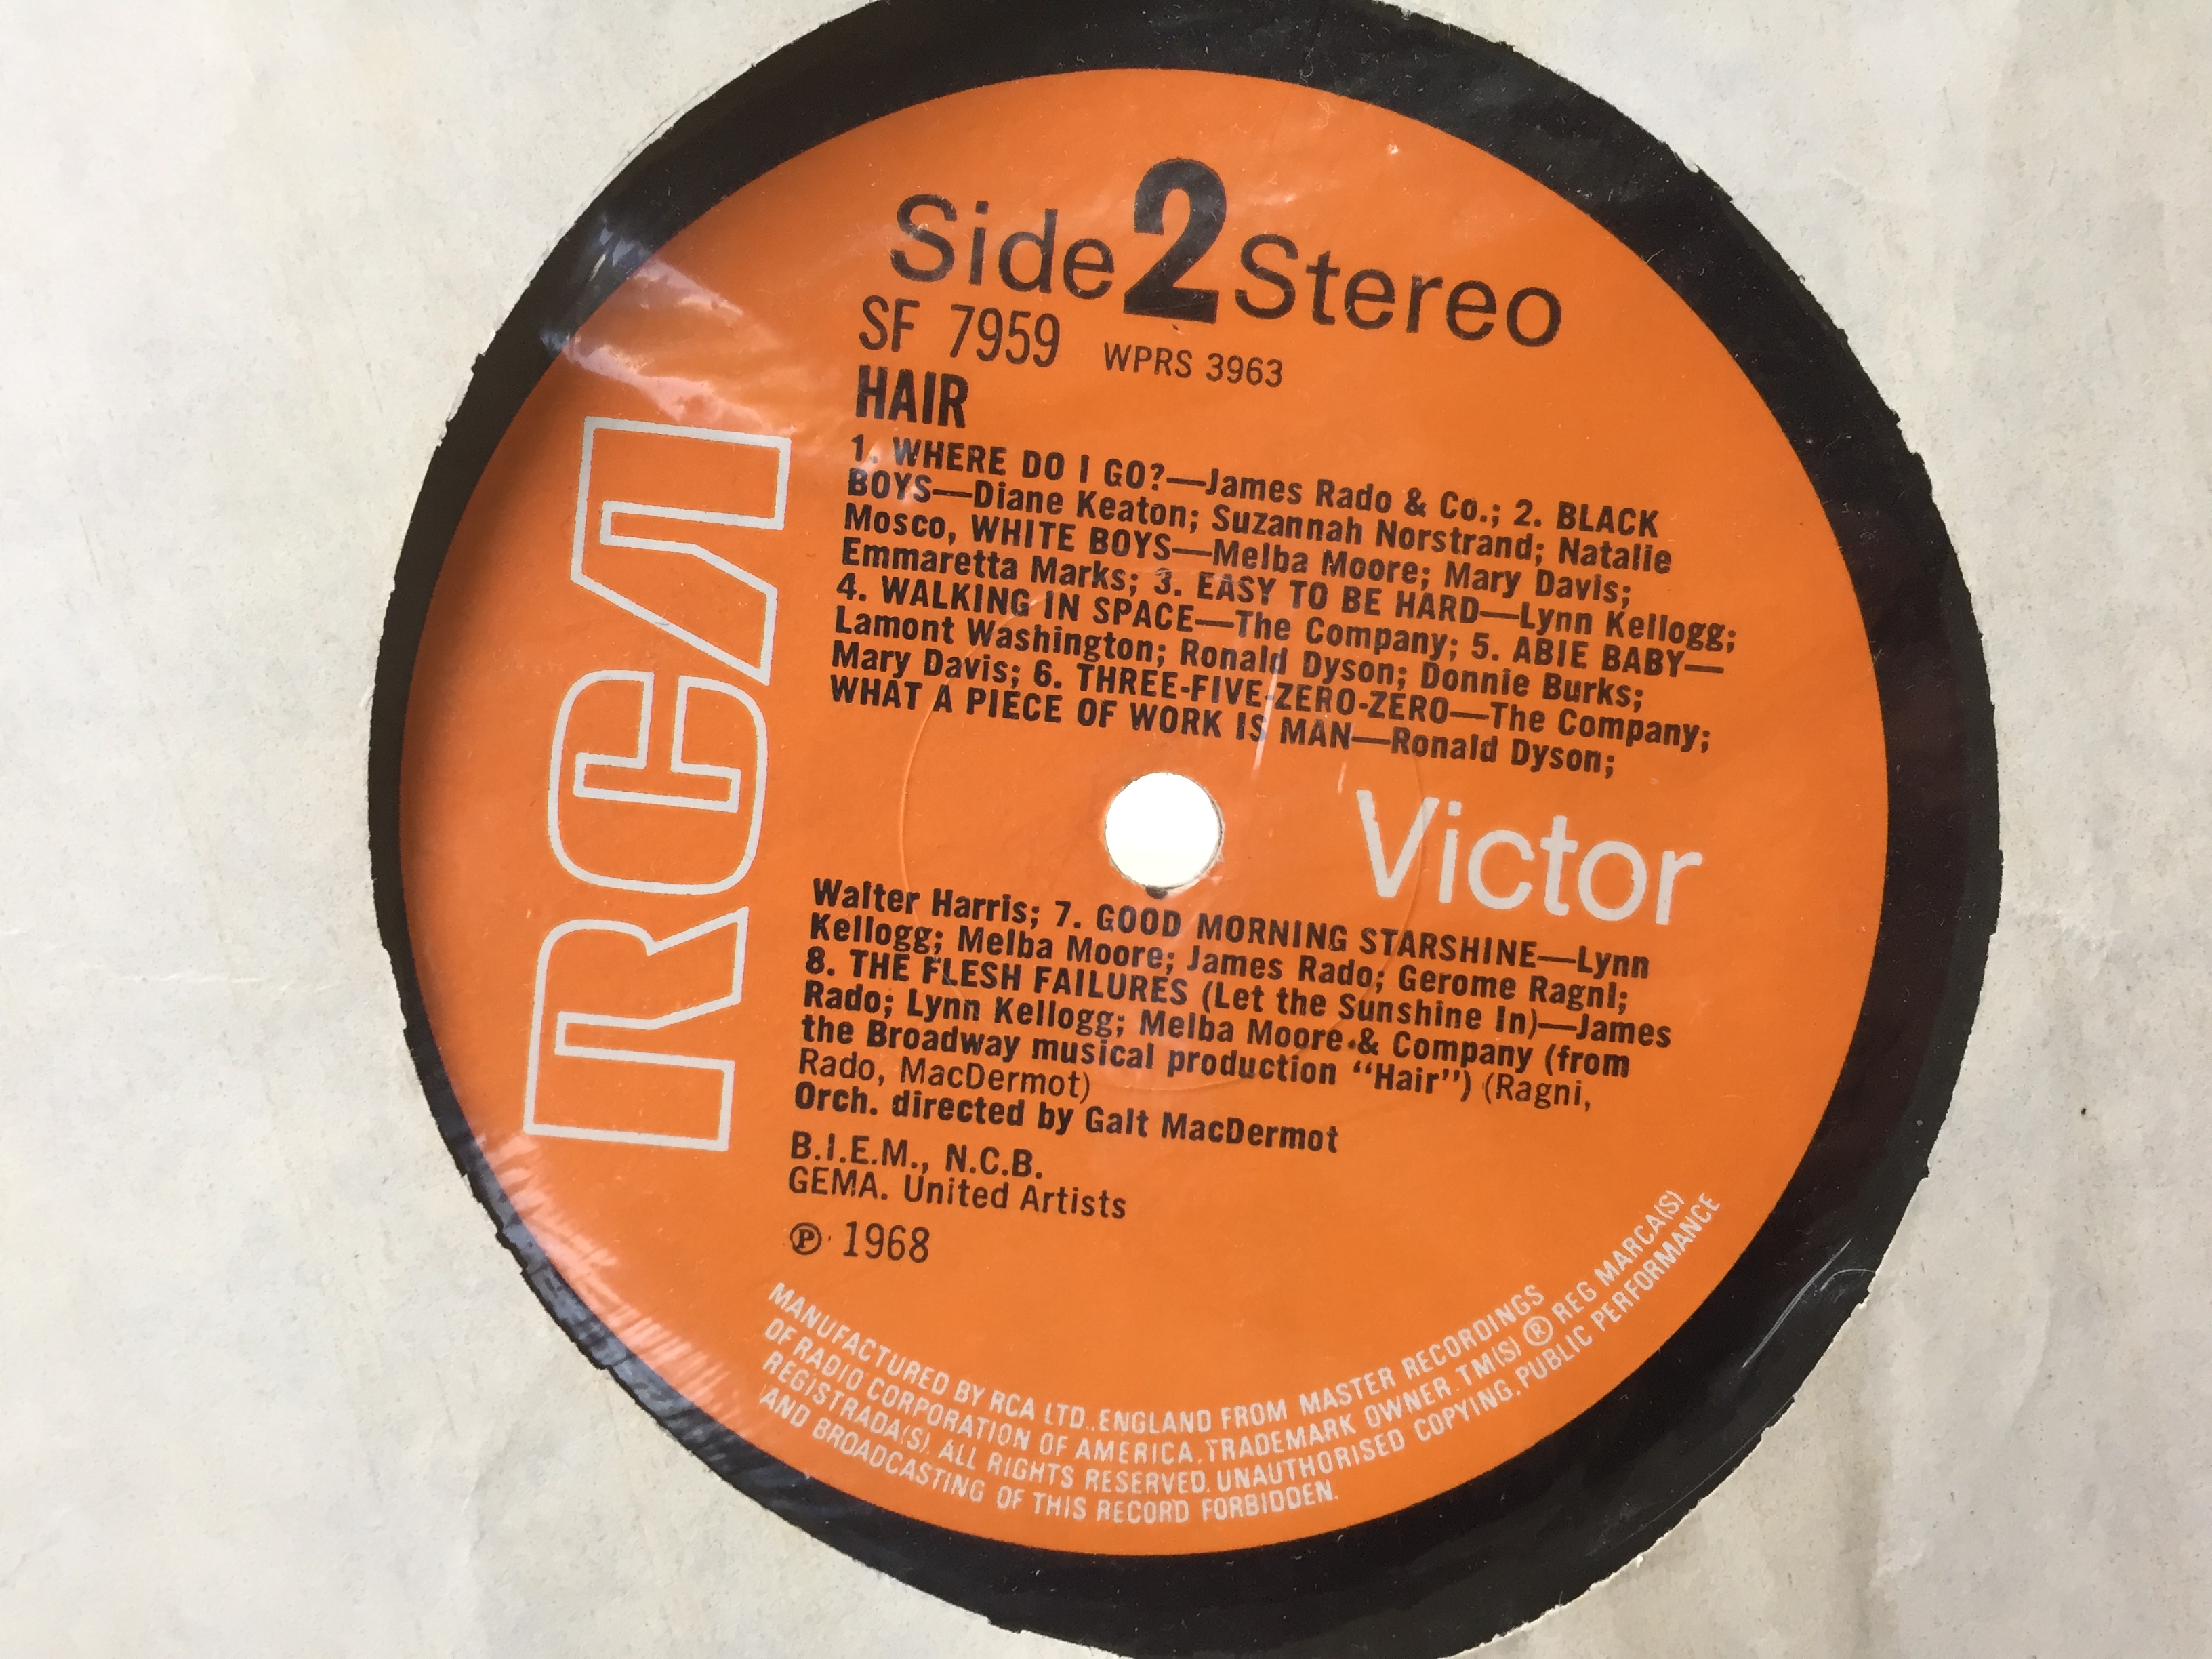 Side 2 Stereo
SF 7959 WPRS 3963
HAIR
1. WHERE DO I GO?—James Rado & Co.; 2. BLACK
BOYS—Diane Keaton; Suzannah Norstrand; Natalie
Mosco, WHITE BOYS—Melba Moore; Mary Davis;
Emmaretta Marks; 3. EASY TO BE HARD—Lynn Kellogg;
4. WALKING IN SPACE—The Company; 5. ABIE BABY—
Lamont Washington; Ronald Dyson; Donnie Burks;
Mary Davis; 6. THREE-FIVE-ZERO-ZERO—The Company;
WHAT A PIECE OF WORK IS MAN—Ronald Dyson;
RCA
Victor
Walter Harris; 7. GOOD MORNING STARSHINE—Lynn
Kellogg; Melba Moore; James Rado; Gerome Ragni;
8. THE FLESH FAILURES (Let the Sunshine In)—James
Rado; Lynn Kellogg; Melba Moore & Company (from
the Broadway musical production “Hair”) (Ragni,
Rado, MacDermot)
Orch. directed by Galt MacDermot
B.I.E.M., N.C.B.
GEMA. United Artists
℗ 1968
MANUFACTURED BY RCA LTD., ENGLAND FROM MASTER RECORDINGS
OF RADIO CORPORATION OF AMERICA. TRADEMARK OWNER. TM(S) ® REG MARCA(S)
REGISTRADA(S). ALL RIGHTS RESERVED. UNAUTHORISED COPYING, PUBLIC PERFORMANCE
AND BROADCASTING OF THIS RECORD FORBIDDEN.